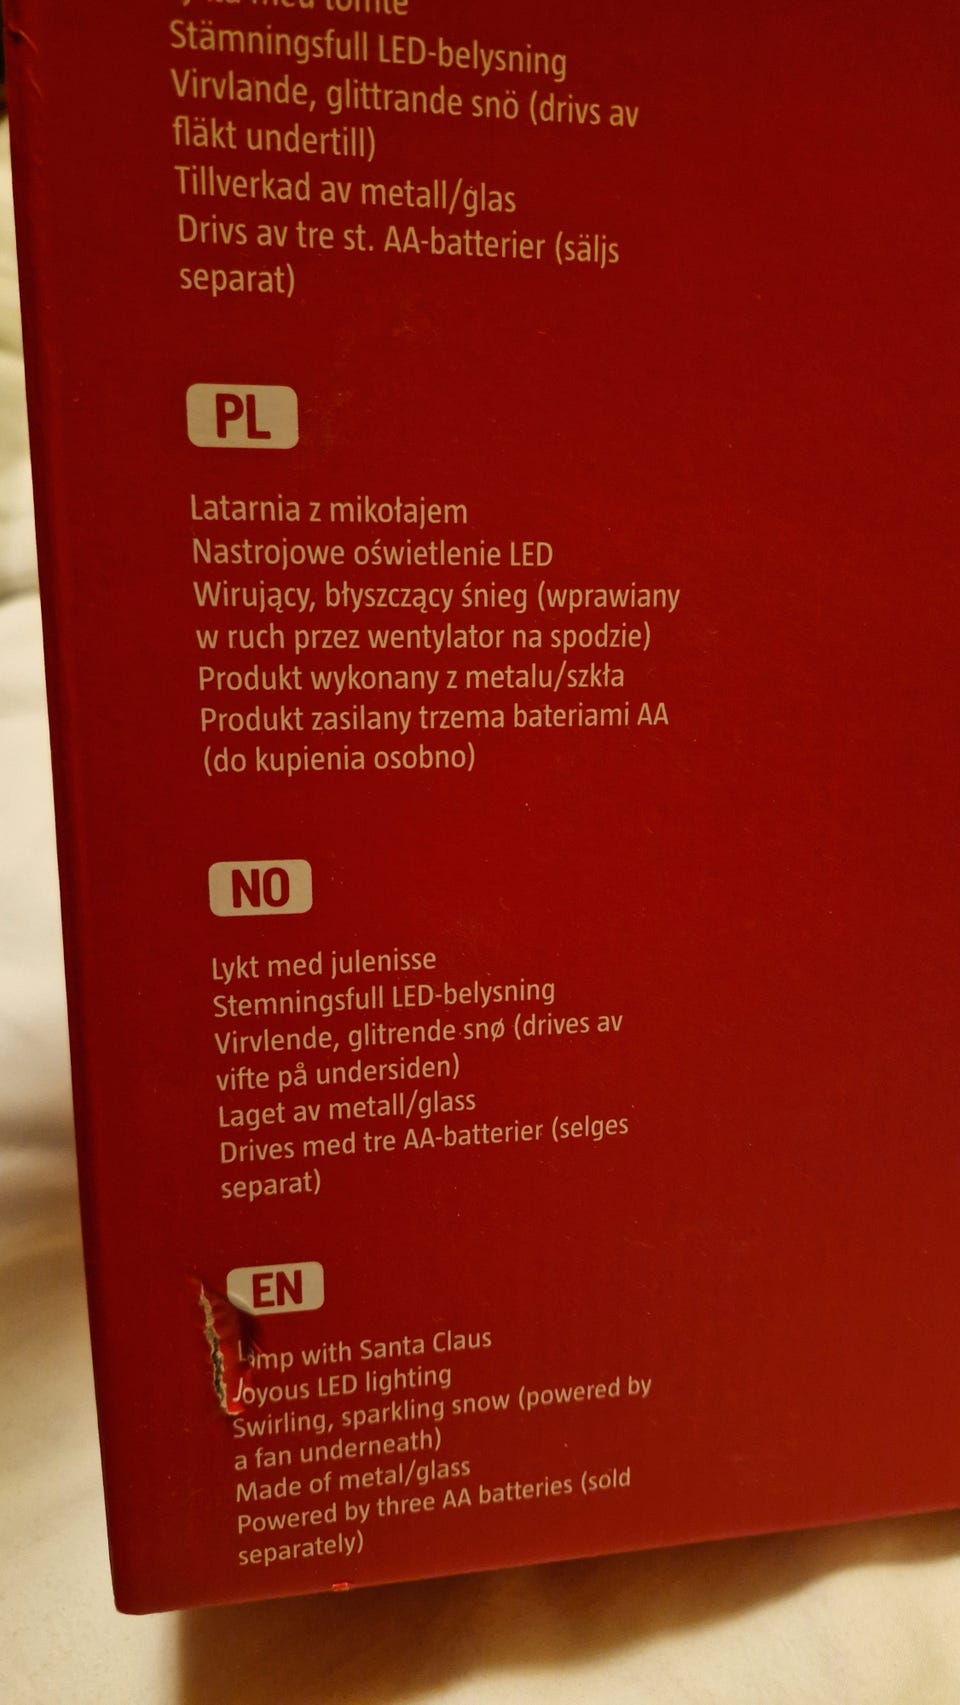 med tomte
Stämningsfull LED-belysning
Virvlande, glittrande snö (drivs av
fläkt undertill)
Tillverkad av metall/glas
Drivs av tre st. AA-batterier (säljs
separat)
PL
Latarnia z mikołajem
Nastrojowe oświetlenie LED
Wirujący, błyszczący śnieg (wprawiany
w ruch przez wentylator na spodzie)
Produkt wykonany z metalu/szkła
Produkt zasilany trzema bateriami AA
(do kupienia osobno)
NO
Lykt med julenisse
Stemningsfull LED-belysning
Virvlende, glitrende snø (drives av
vifte på undersiden)
Laget av metall/glass
Drives med tre AA-batterier (selges
separat)
EN
Lamp with Santa Claus
Joyous LED lighting
Swirling, sparkling snow (powered by
a fan underneath)
Made of metal/glass
Powered by three AA batteries (sold
separately)